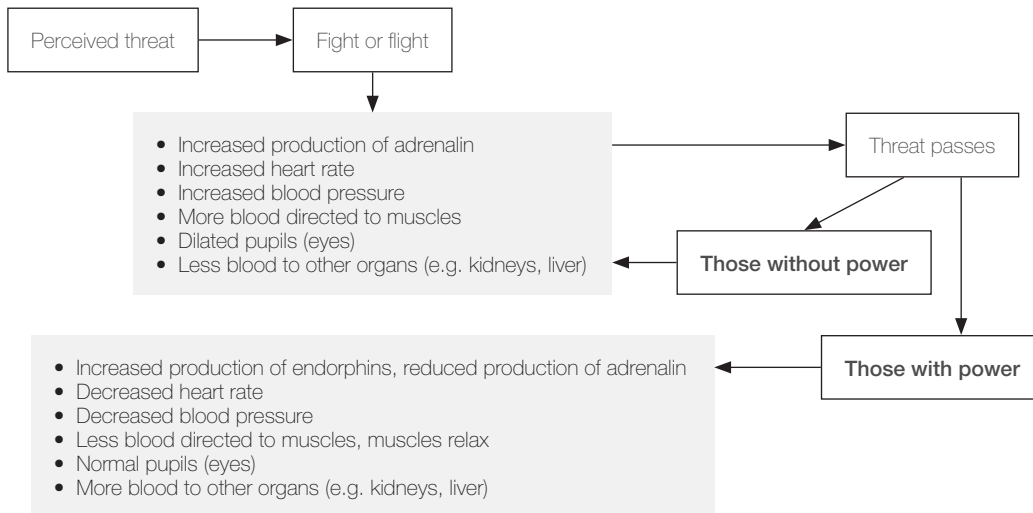 Perceived threat
Fight or flight
• Increased production of adrenalin
• Increased heart rate
• Increased blood pressure
• More blood directed to muscles
• Dilated pupils (eyes)
• Less blood to other organs (e.g. kidneys, liver)
Threat passes
Those without power
Those with power
• Increased production of endorphins, reduced production of adrenalin
• Decreased heart rate
• Decreased blood pressure
• Less blood directed to muscles, muscles relax
• Normal pupils (eyes)
• More blood to other organs (e.g. kidneys, liver)